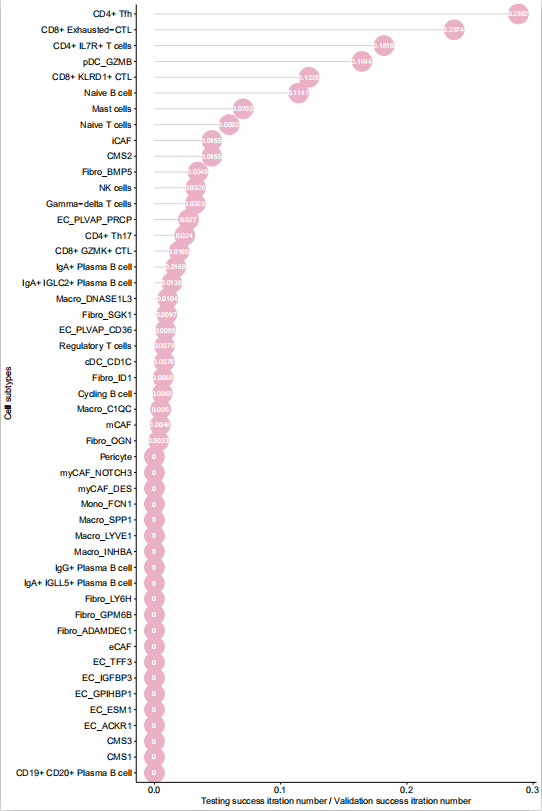 CD4+ Tfh 0.2882
CD8+ Exhausted−CTL 0.2374
CD4+ IL7R+ T cells 0.1818
pDC_GZMB 0.1644
CD8+ KLRD1+ CTL 0.1225
Naive B cell 0.1141
Mast cells 0.0703
Naive T cells 0.0592
iCAF 0.0455
CMS2 0.0455
Fibro_BMP5 0.0345
NK cells 0.0326
Gamma−delta T cells 0.0323
EC_PLVAP_PRCP 0.027
CD4+ Th17 0.024
CD8+ GZMK+ CTL 0.0195
IgA+ Plasma B cell 0.0169
IgA+ IGLC2+ Plasma B cell 0.0138
Macro_DNASE1L3 0.0104
Fibro_SGK1 0.0097
EC_PLVAP_CD36 0.0088
Regulatory T cells 0.0079
cDC_CD1C
Fibro_ID1
Cycling B cell
Macro_C1QC 0.005
mCAF
Fibro_OGN 0.0033
Pericyte 0
myCAF_NOTCH3 0
myCAF_DES 0
Mono_FCN1 0
Macro_SPP1 0
Macro_LYVE1 0
Macro_INHBA 0
IgG+ Plasma B cell 0
IgA+ IGLL5+ Plasma B cell 0
Fibro_LY6H 0
Fibro_GPM6B 0
Fibro_ADAMDEC1 0
eCAF 0
EC_TFF3 0
EC_IGFBP3 0
EC_GPIHBP1 0
EC_ESM1 0
EC_ACKR1 0
CMS3 0
CMS1 0
CD19+ CD20+ Plasma B cell 0
Cell subtypes
0.0 0.1 0.2 0.3
Testing success itration number / Validation success itration number